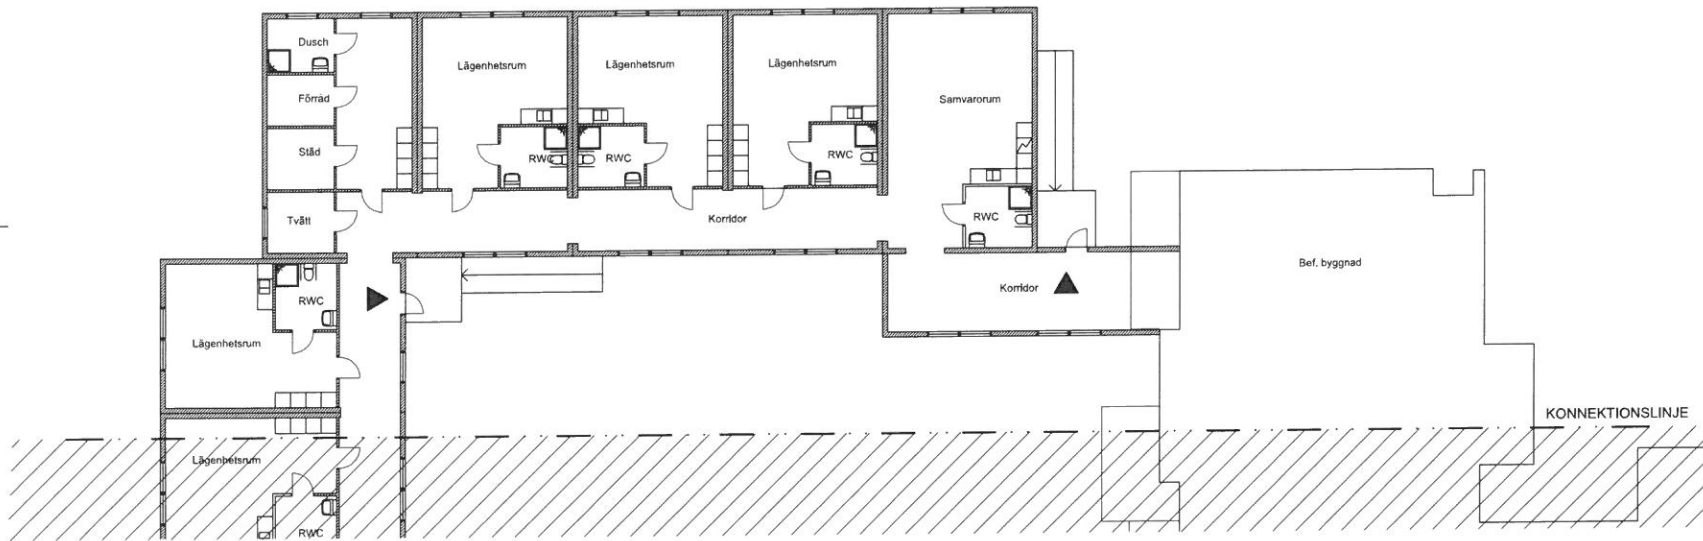 Dusch
Förråd
Städ
Tvätt
Lägenhetsrum
Lägenhetsrum
Lägenhetsrum
Samvarorum
RWC
RWC
RWC
RWC
Korridor
RWC
Lägenhetsrum
Korridor
Bef. byggnad
KONNEKTIONSLINJE
Lägenhetsrum
RWC